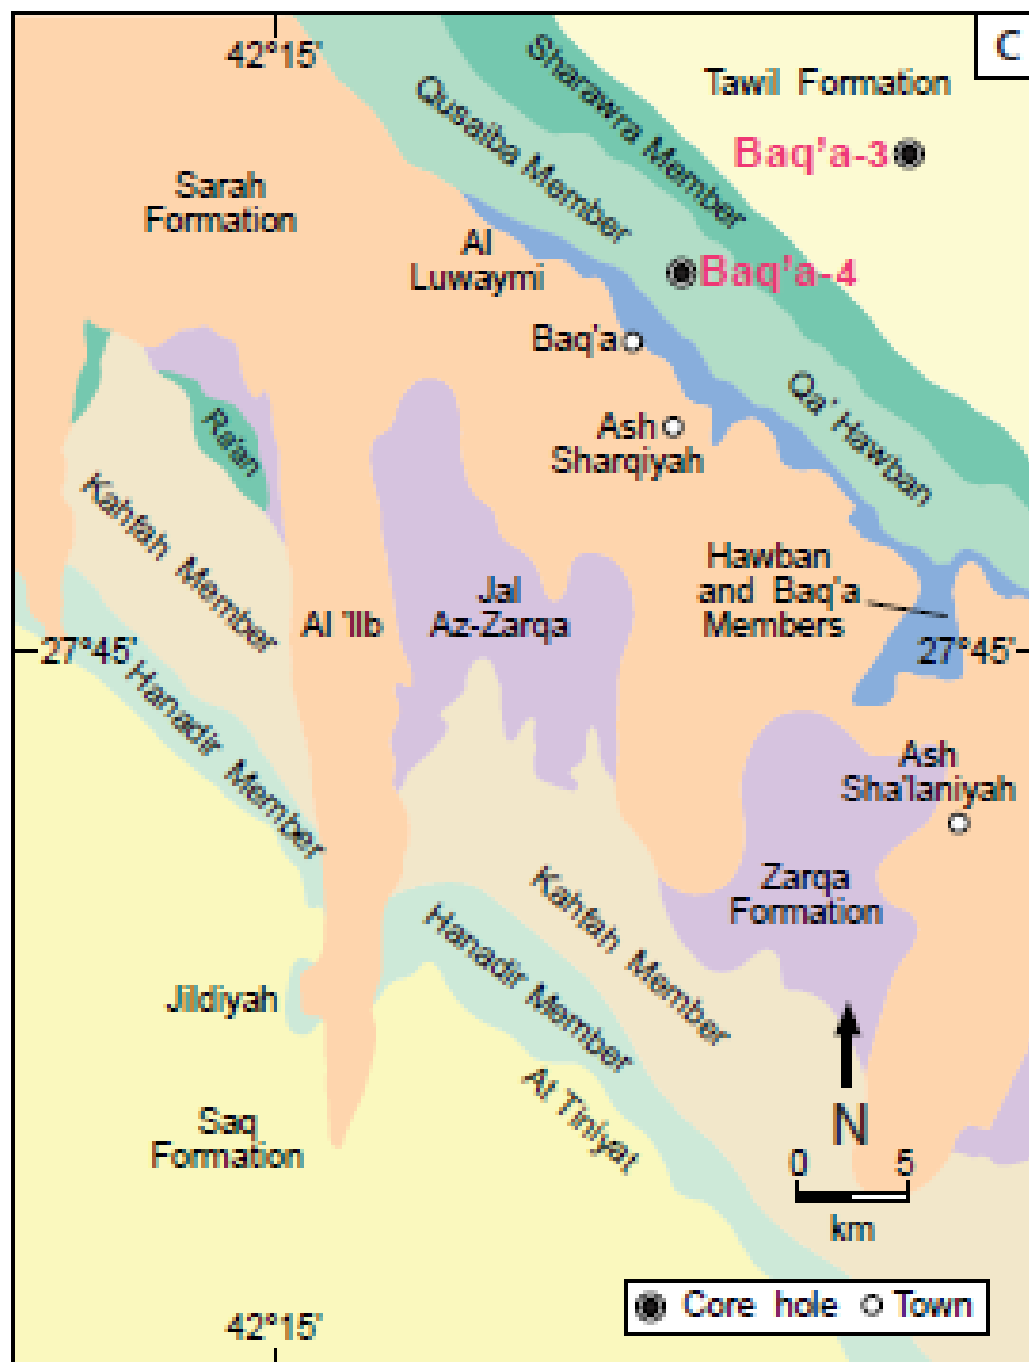 C
42°15'
Sharawra Member
Tawil Formation
Qusaiba Member
Baq'a-3
Sarah
Formation
Al
Luwaymi
Baq'a-4
Baq'a
Qa' Hawban
Ra'an
Ash
Sharqiyah
Kahfah Member
Hawban
and Baq'a
Members
Jal
Az-Zarqa
Al 'Ilb
27°45'
27°45'
Hanadir Member
Ash
Sha'laniyah
Zarqa
Formation
Kahfah Member
Hanadir Member
Jildiyah
Al Tiniyat
Saq
Formation
N
0 5
km
Core hole
Town
42°15'